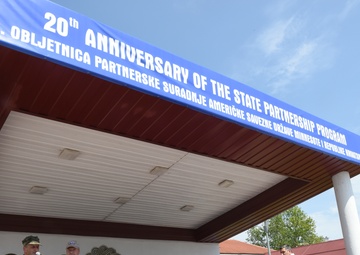 20th ANNIVERSARY OF THE STATE PARTNERSHIP PROGRAM
. OBLJETNICA PARTNERSKE SURADNJE AMERIČKE SAVEZNE DRŽAVE MINNESOTE I REPUBLIKE